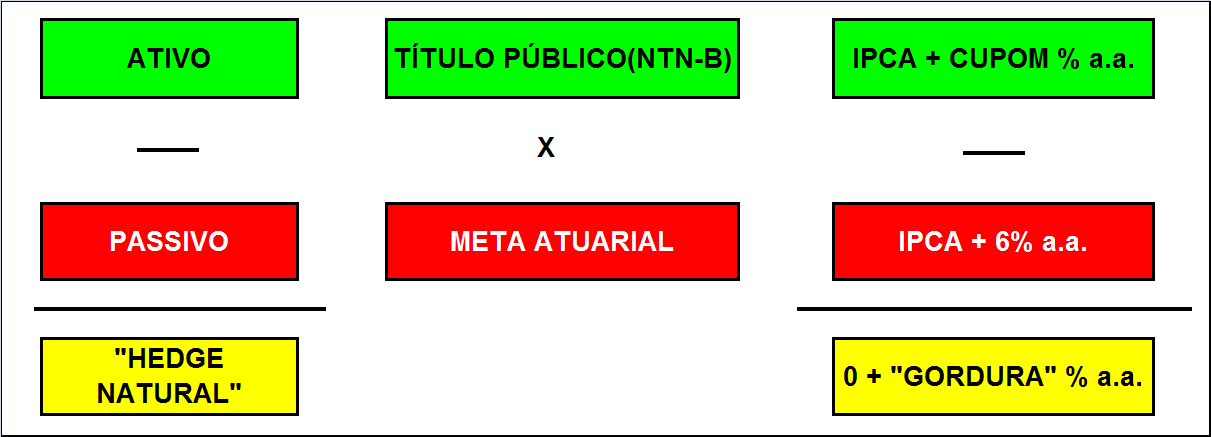 ATIVO
TÍTULO PÚBLICO(NTN-B)
IPCA + CUPOM % a.a.
X
PASSIVO
META ATUARIAL
IPCA + 6% a.a.
"HEDGE
NATURAL"
0 + "GORDURA" % a.a.